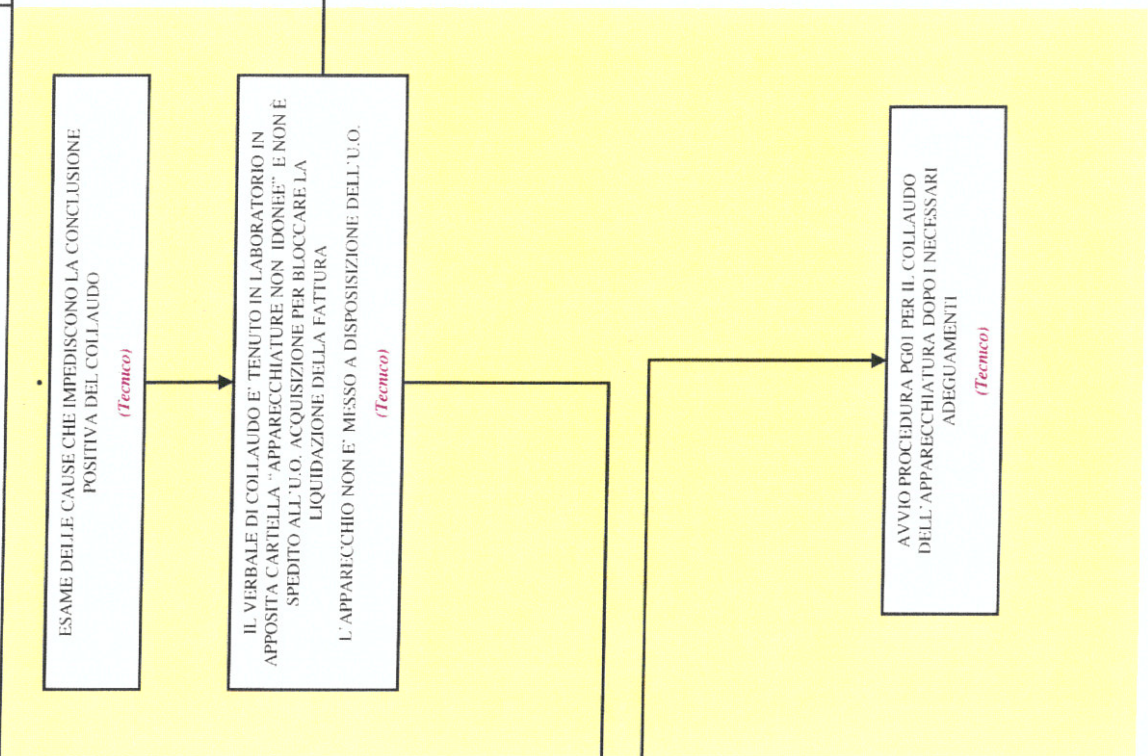 ESAME DELLE CAUSE CHE IMPEDISCONO LA CONCLUSIONE
POSITIVA DEL COLLAUDO
(Tecnico)
IL VERBALE DI COLLAUDO E' TENUTO IN LABORATORIO IN
APPOSITA CARTELLA "APPARECCHIATURE NON IDONEE" E NON È
SPEDITO ALL'U.O. ACQUISIZIONE PER BLOCCARE LA
LIQUIDAZIONE DELLA FATTURA
L'APPARECCHIO NON E' MESSO A DISPOSISIZIONE DELL'U.O.
(Tecnico)
AVVIO PROCEDURA PG01 PER IL COLLAUDO
DELL'APPARECCHIATURA DOPO I NECESSARI
ADEGUAMENTI
(Tecnico)